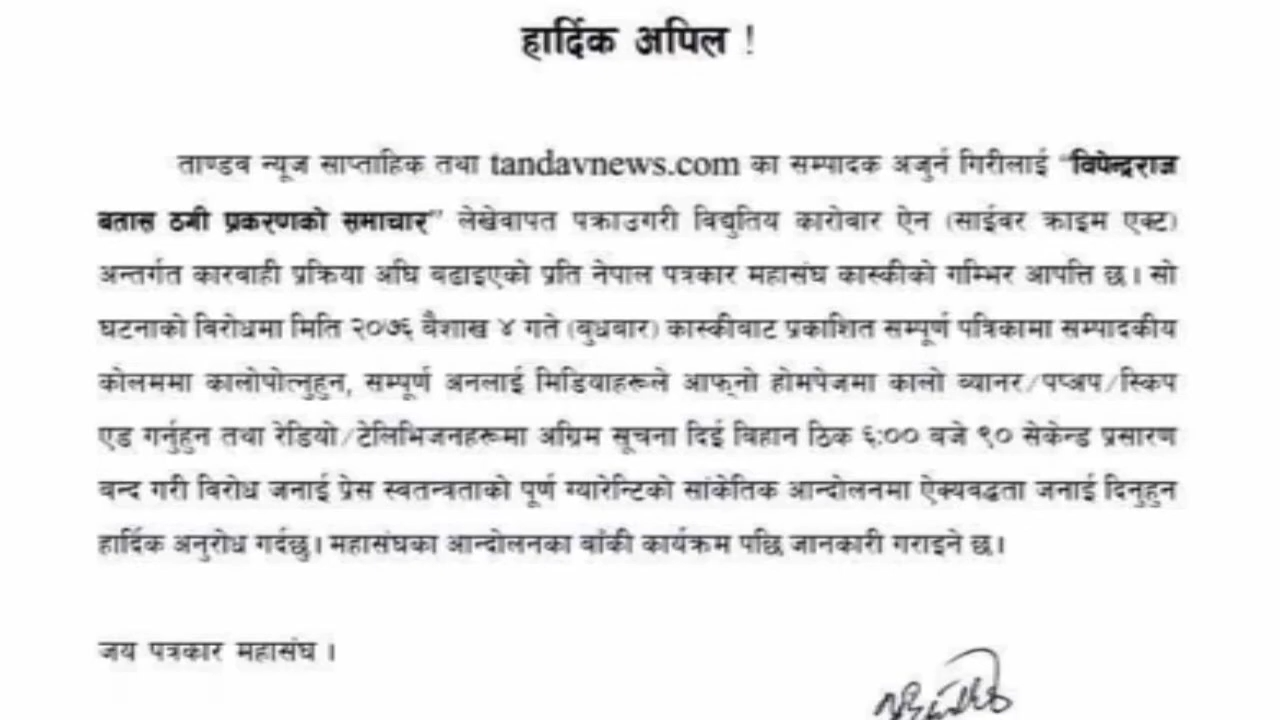 हार्दिक अपिल !
ताण्डव न्यूज साप्ताहिक तथा tandavnews.com का सम्पादक अर्जुन गिरीलाई "विपेन्द्रराज
बतास ठगी प्रकरणको समाचार" लेखेवापत पक्राउगरी विद्युतिय कारोबार ऐन (साईवर क्राइम एक्ट)
अन्तर्गत कारबाही प्रक्रिया अघि बढाइएको प्रति नेपाल पत्रकार महासंघ कास्कीको गम्भिर आपत्ति छ। सो
घटनाको बिरोधमा मिति २०७६ बैशाख ४ गते (बुधबार) कास्कीबाट प्रकाशित सम्पूर्ण पत्रिकामा सम्पादकीय
कोलममा कालोपोत्नुहुन, सम्पूर्ण अनलाई मिडियाहरूले आफ्नो होमपेजमा कालो ब्यानर/पप्अप/स्किप
एड गर्नुहुन तथा रेडियो/टेलिभिजनहरूमा अग्रिम सूचना दिई बिहान ठिक ६:०० बजे ९० सेकेन्ड प्रसारण
बन्द गरी बिरोध जनाई प्रेस स्वतन्त्रताको पूर्ण ग्यारेन्टिको सांकेतिक आन्दोलनमा ऐक्यबद्धता जनाई दिनुहुन
हार्दिक अनुरोध गर्दछु। महासंघका आन्दोलनका बाँकी कार्यक्रम पछि जानकारी गराइने छ।
जय पत्रकार महासंघ ।